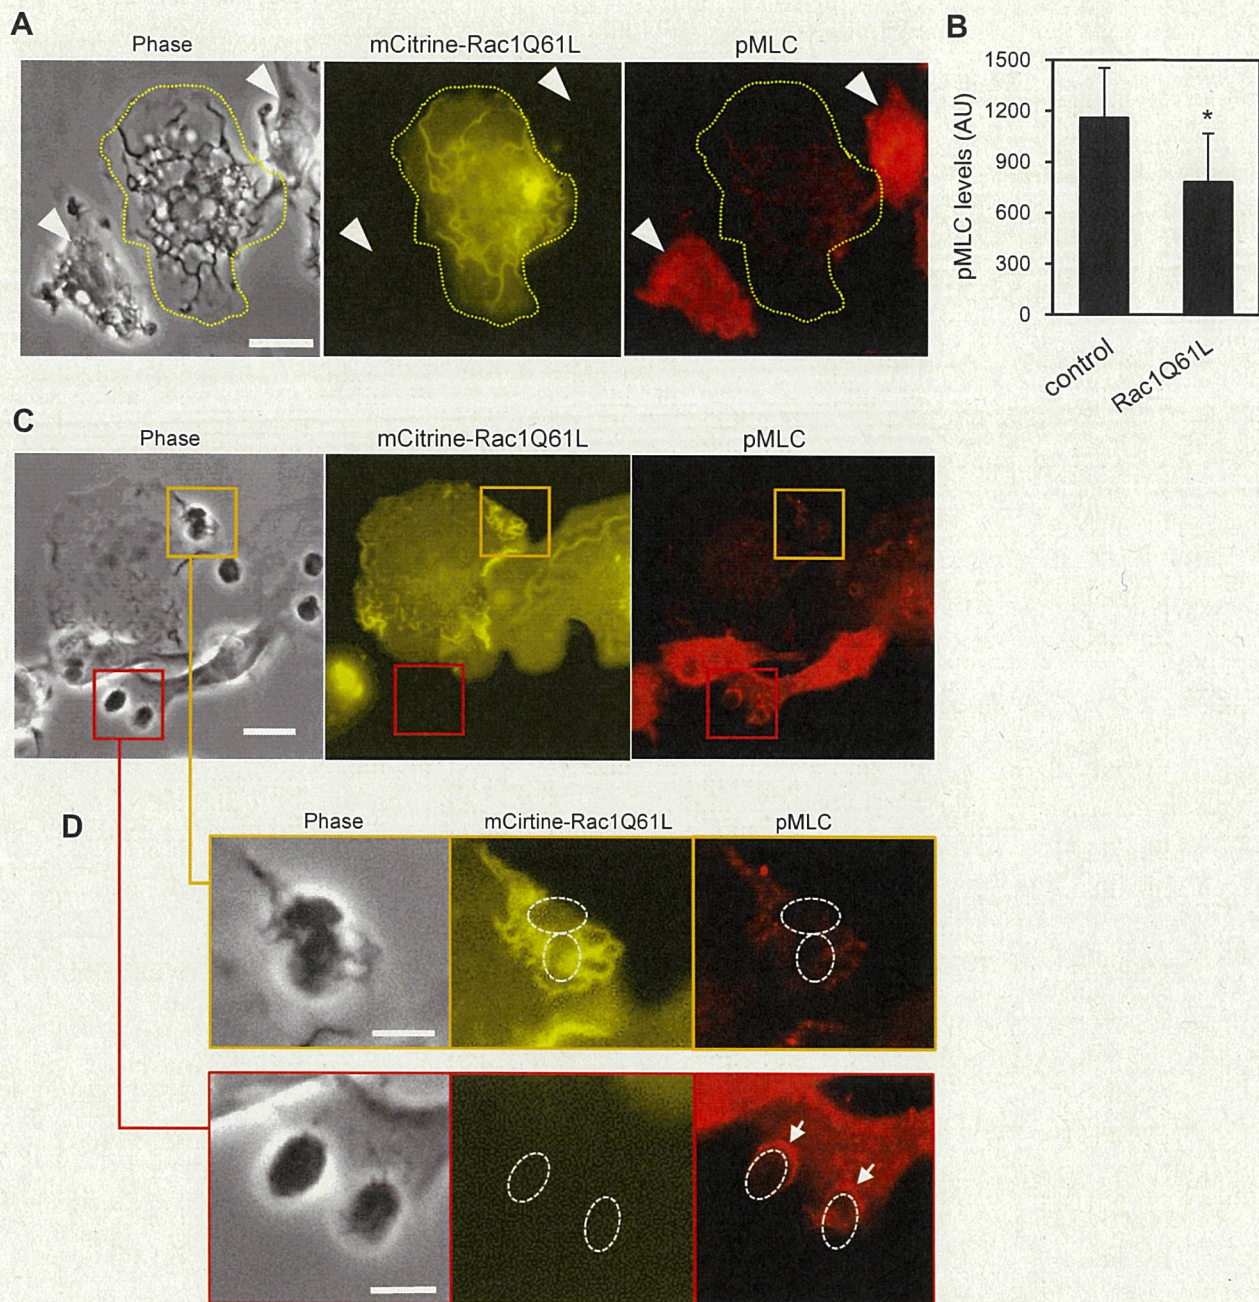 A
Phase
mCitrine-Rac1Q61L
pMLC
B
pMLC levels (AU)
1500
1200
900
600
300
0
*
control
Rac1Q61L
C
Phase
mCitrine-Rac1Q61L
pMLC
D
Phase
mCirtine-Rac1Q61L
pMLC